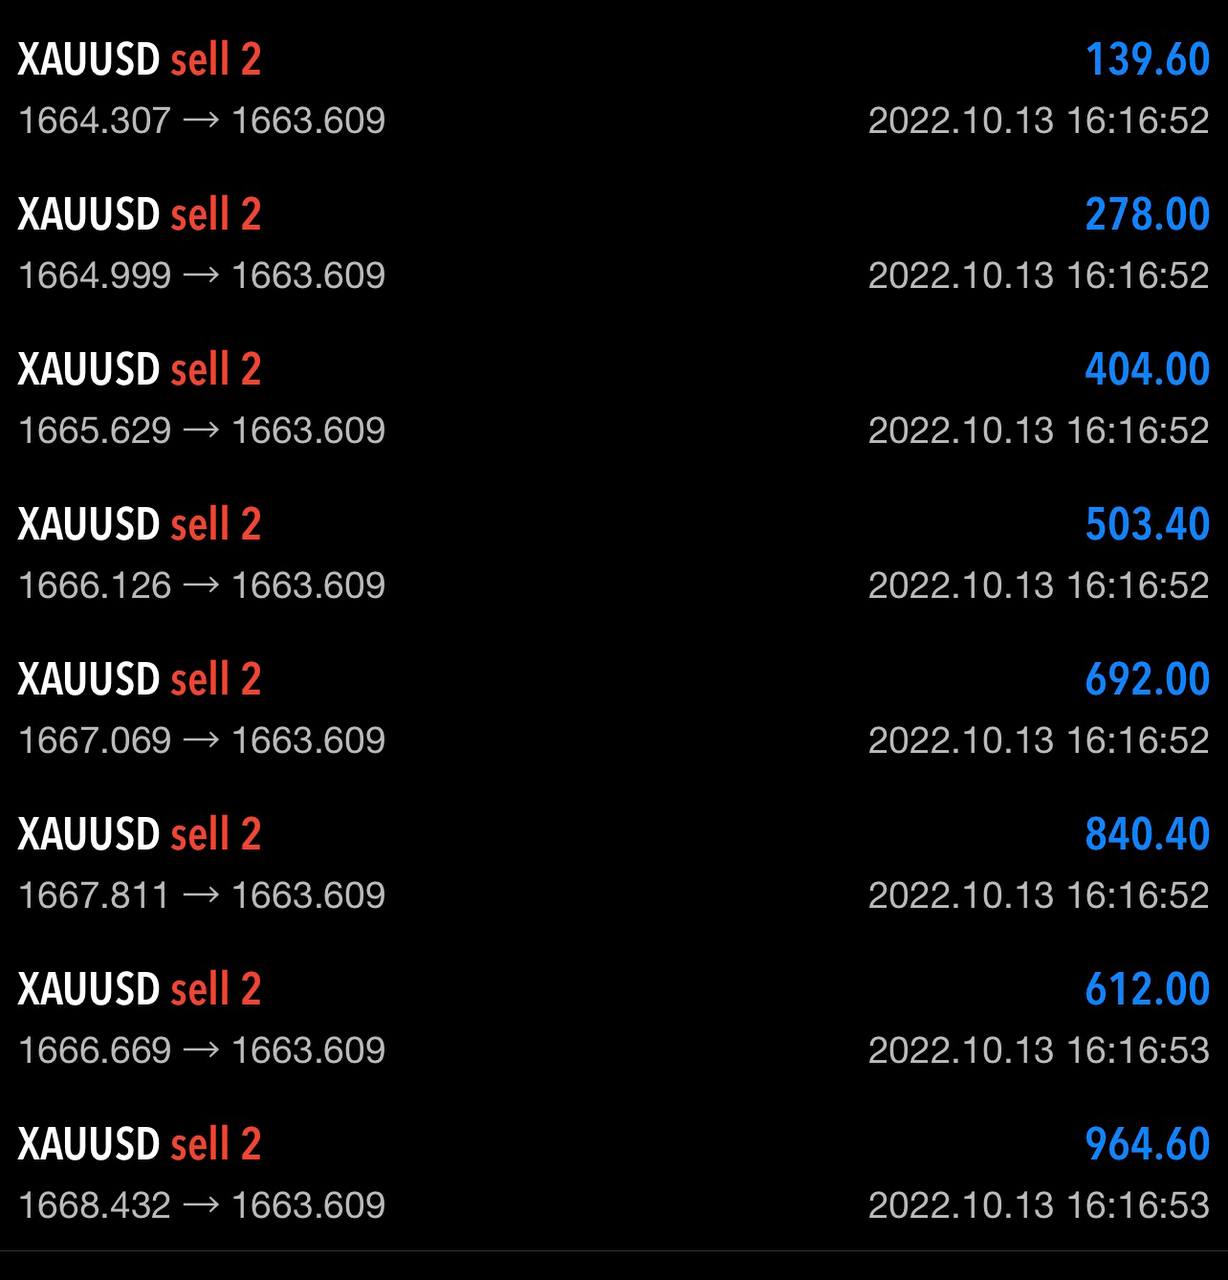 XAUUSD sell 2 139.60
1664.307 → 1663.609 2022.10.13 16:16:52
XAUUSD sell 2 278.00
1664.999 → 1663.609 2022.10.13 16:16:52
XAUUSD sell 2 404.00
1665.629 → 1663.609 2022.10.13 16:16:52
XAUUSD sell 2 503.40
1666.126 → 1663.609 2022.10.13 16:16:52
XAUUSD sell 2 692.00
1667.069 → 1663.609 2022.10.13 16:16:52
XAUUSD sell 2 840.40
1667.811 → 1663.609 2022.10.13 16:16:52
XAUUSD sell 2 612.00
1666.669 → 1663.609 2022.10.13 16:16:53
XAUUSD sell 2 964.60
1668.432 → 1663.609 2022.10.13 16:16:53